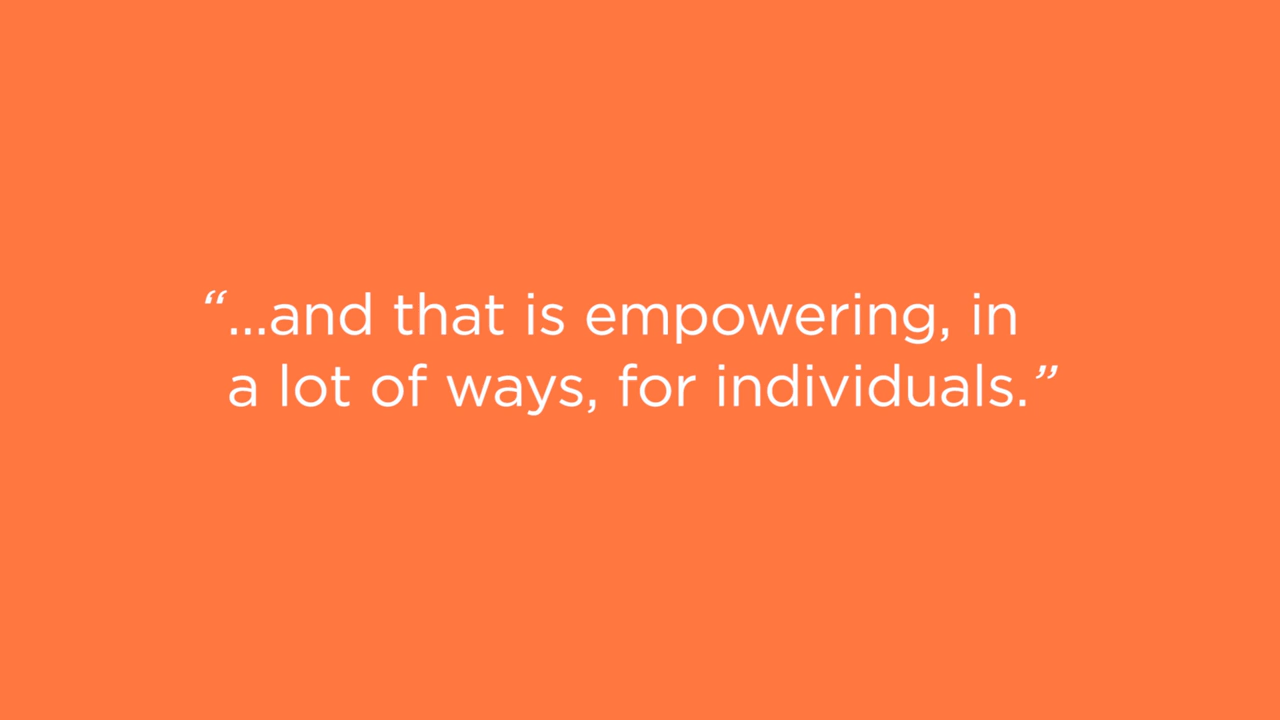 “...and that is empowering, in
a lot of ways, for individuals.”